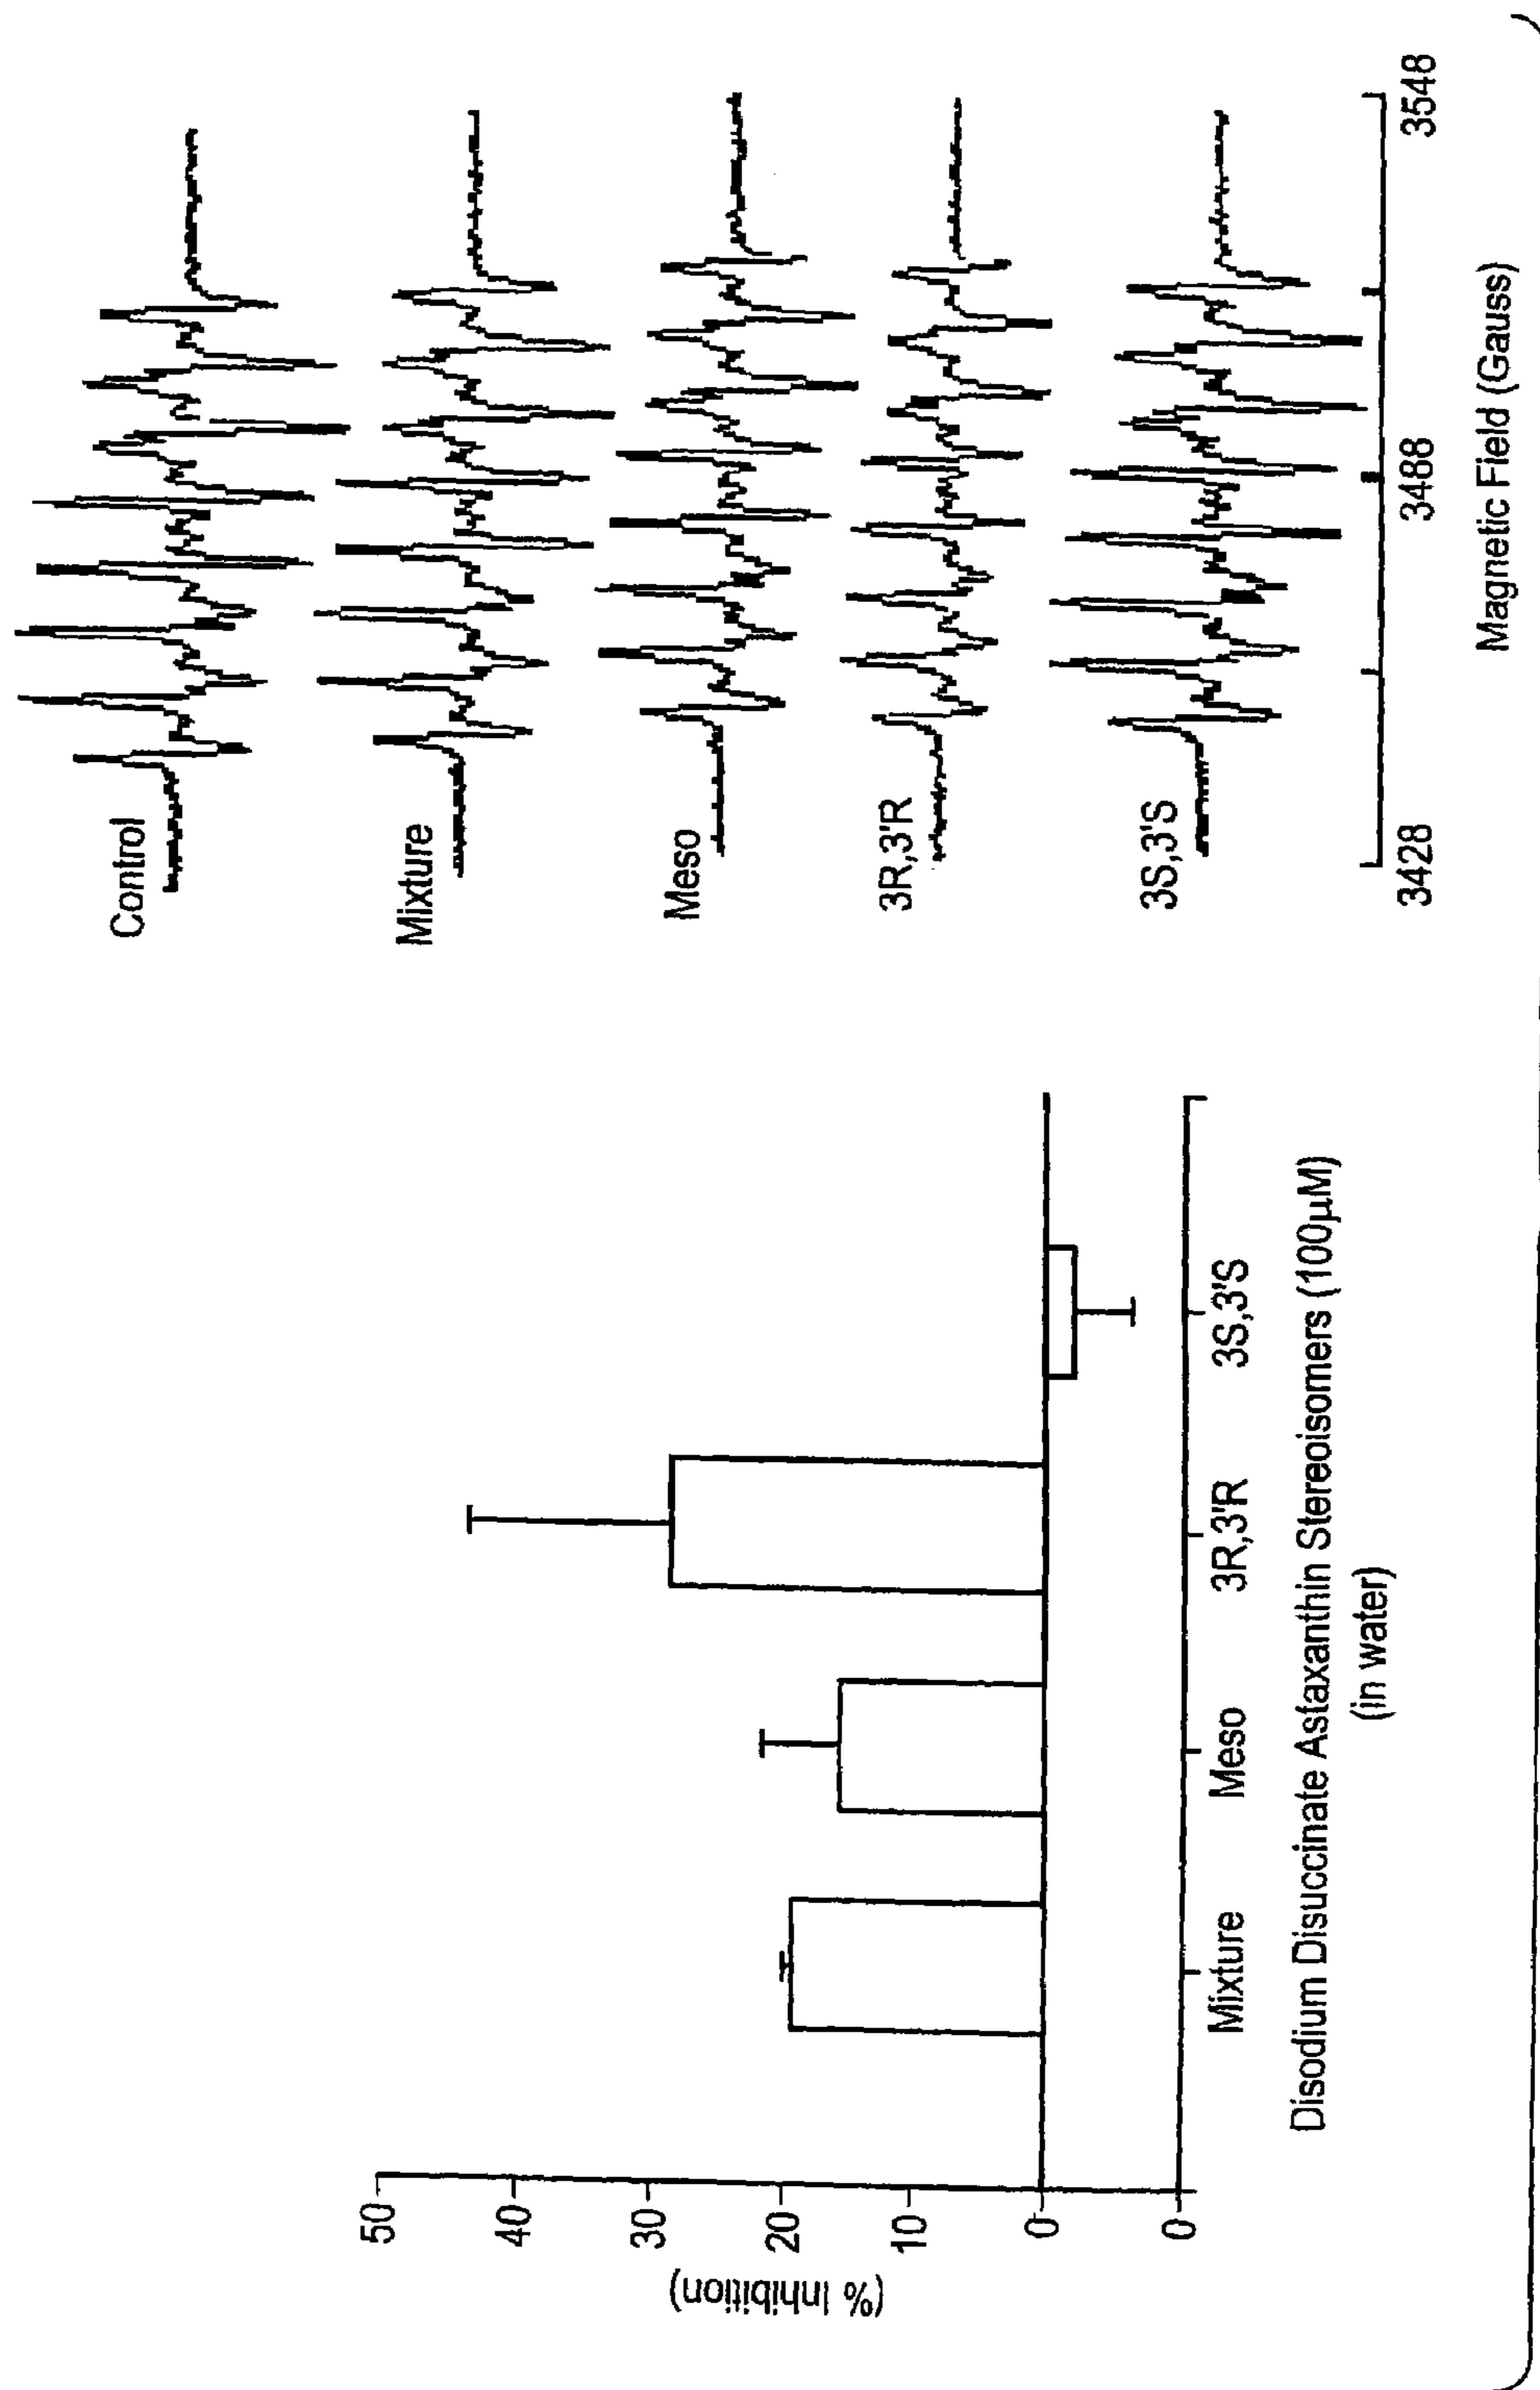 (% Inhibition)
50
40
30
20
10
0
0
Mixture
Meso
3R,3'R
3S,3'S
Disodium Disuccinate Astaxanthin Stereoisomers (100μM)
(in water)
Control
Mixture
Meso
3R,3'R
3S,3'S
3428
3488
3548
Magnetic Field (Gauss)